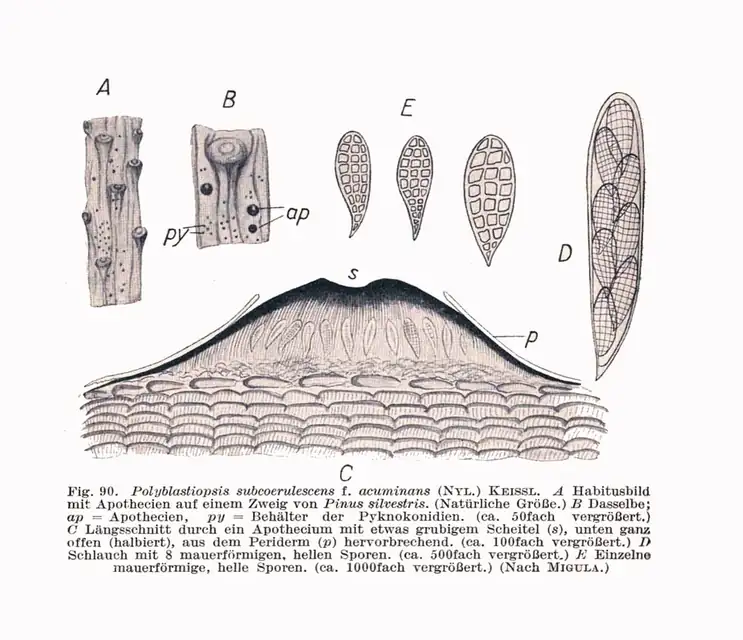 A
B
E
D
py
ap
s
p
C
Fig. 90. Polyblastiopsis subcoerulescens f. acuminans (NYL.) KEISSL. A Habitusbild
mit Apothecien auf einem Zweig von Pinus silvestris. (Natürliche Größe.) B Dasselbe;
ap = Apothecien, py = Behälter der Pyknokonidien. (ca. 50fach vergrößert.)
C Längsschnitt durch ein Apothecium mit etwas grubigem Scheitel (s), unten ganz
offen (halbiert), aus dem Periderm (p) hervorbrechend. (ca. 100fach vergrößert.) D
Schlauch mit 8 mauerförmigen, hellen Sporen. (ca. 500fach vergrößert.) E Einzelne
mauerförmige, helle Sporen. (ca. 1000fach vergrößert.) (Nach MIGULA.)